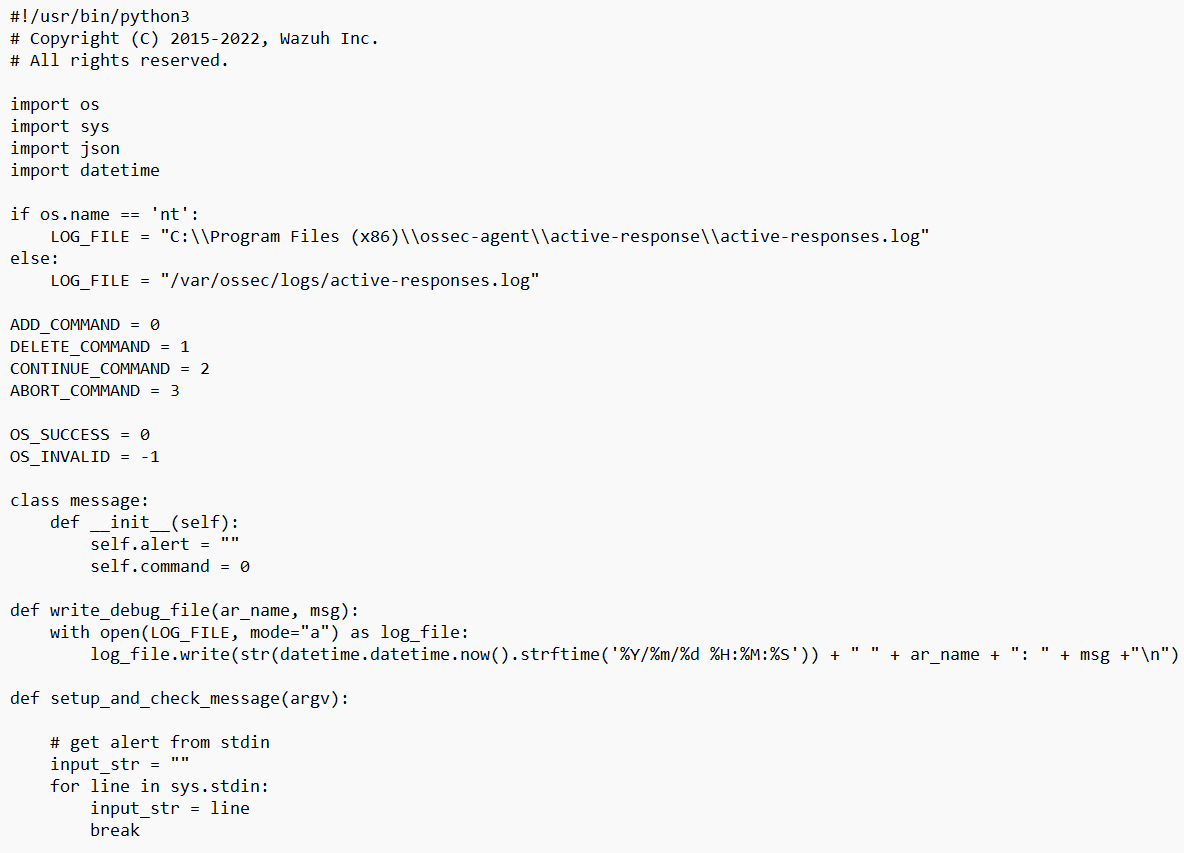 #!/usr/bin/python3
# Copyright (C) 2015-2022, Wazuh Inc.
# All rights reserved.

import os
import sys
import json
import datetime

if os.name == 'nt':
    LOG_FILE = "C:\\Program Files (x86)\\ossec-agent\\active-response\\active-responses.log"
else:
    LOG_FILE = "/var/ossec/logs/active-responses.log"

ADD_COMMAND = 0
DELETE_COMMAND = 1
CONTINUE_COMMAND = 2
ABORT_COMMAND = 3

OS_SUCCESS = 0
OS_INVALID = -1

class message:
    def __init__(self):
        self.alert = ""
        self.command = 0

def write_debug_file(ar_name, msg):
    with open(LOG_FILE, mode="a") as log_file:
        log_file.write(str(datetime.datetime.now().strftime('%Y/%m/%d %H:%M:%S')) + " " + ar_name + ": " + msg +"\n")

def setup_and_check_message(argv):

    # get alert from stdin
    input_str = ""
    for line in sys.stdin:
        input_str = line
        break